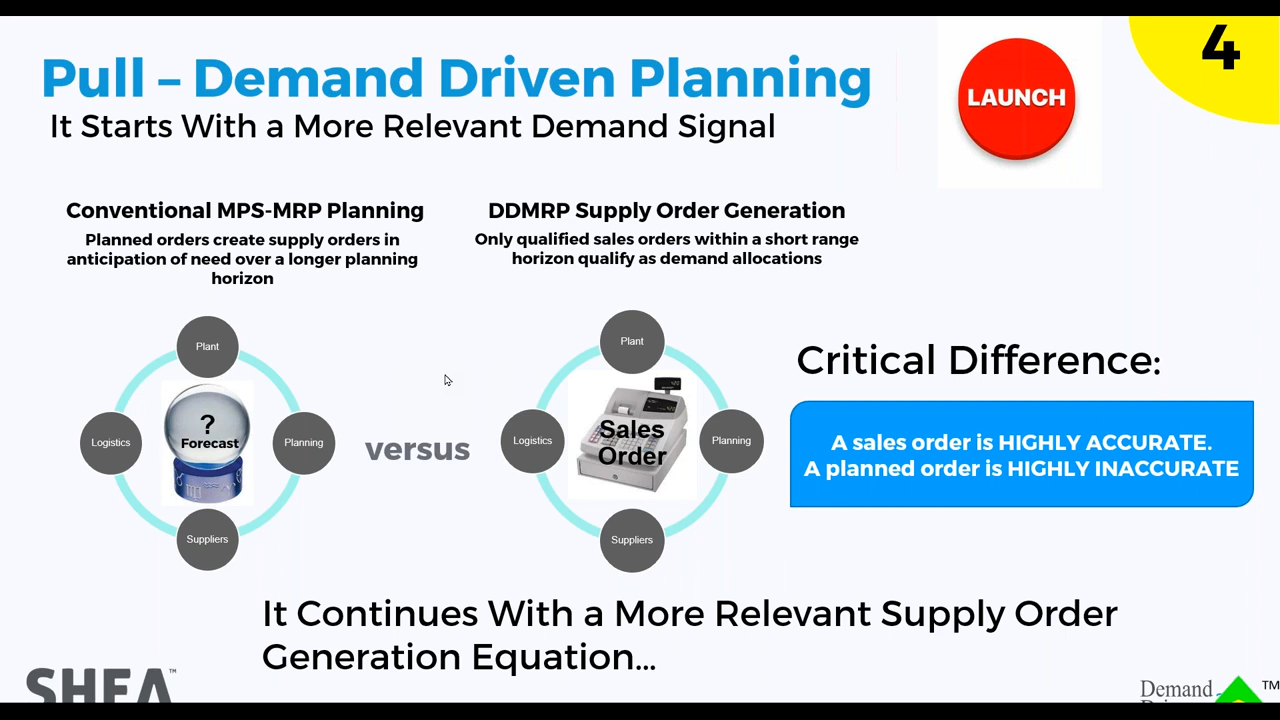 4
Pull – Demand Driven Planning
It Starts With a More Relevant Demand Signal
LAUNCH
Conventional MPS-MRP Planning
Planned orders create supply orders in
anticipation of need over a longer planning
horizon
DDMRP Supply Order Generation
Only qualified sales orders within a short range
horizon qualify as demand allocations
Plant
Logistics
?
Forecast
Planning
Suppliers
versus
Plant
Logistics
Sales
Order
Planning
Suppliers
Critical Difference:
A sales order is HIGHLY ACCURATE.
A planned order is HIGHLY INACCURATE
It Continues With a More Relevant Supply Order
Generation Equation...
SHEA™
Demand
TM